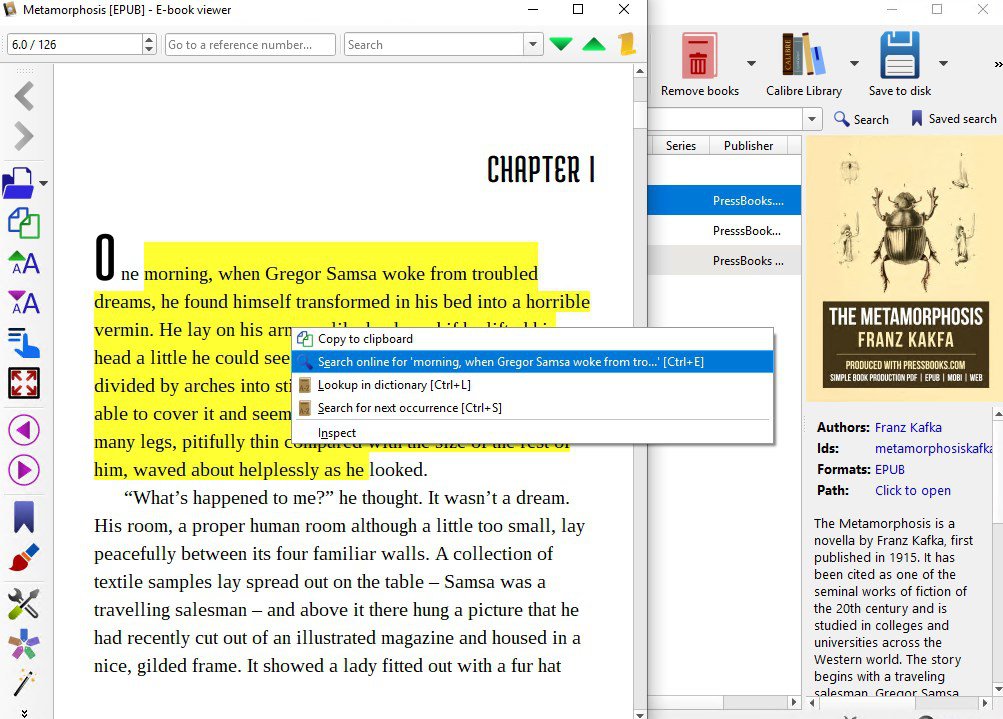 Metamorphosis [EPUB] - E-book viewer
6.0 / 126
Go to a reference number...
Search
CHAPTER I
One morning, when Gregor Samsa woke from troubled
dreams, he found himself transformed in his bed into a horrible
vermin. He lay on his
head a little he could see
divided by arches into
able to cover it and seem
many legs, pitifully thin compared with the size of the rest of
him, waved about helplessly as he looked.
“What’s happened to me?” he thought. It wasn’t a dream.
His room, a proper human room although a little too small, lay
peacefully between its four familiar walls. A collection of
textile samples lay spread out on the table – Samsa was a
travelling salesman – and above it there hung a picture that he
had recently cut out of an illustrated magazine and housed in a
nice, gilded frame. It showed a lady fitted out with a fur hat
Copy to clipboard
Search online for 'morning, when Gregor Samsa woke from tro...' [Ctrl+E]
Lookup in dictionary [Ctrl+L]
Search for next occurrence [Ctrl+S]
Inspect
Remove books
Calibre Library
Save to disk
CALIBRE
LIBRARY
Search
Saved search
Series
Publisher
PressBooks....
PresssBook...
PressBooks ...
THE METAMORPHOSIS
FRANZ KAKFA
PRODUCED WITH PRESSBOOKS.COM
SIMPLE BOOK PRODUCTION PDF | EPUB | MOBI | WEB
Authors: Franz Kafka
Ids: metamorphosiskafka
Formats: EPUB
Path: Click to open
The Metamorphosis is a
novella by Franz Kafka, first
published in 1915. It has
been cited as one of the
seminal works of fiction of
the 20th century and is
studied in colleges and
universities across the
Western world. The story
begins with a traveling
salesman, Gregor Samsa